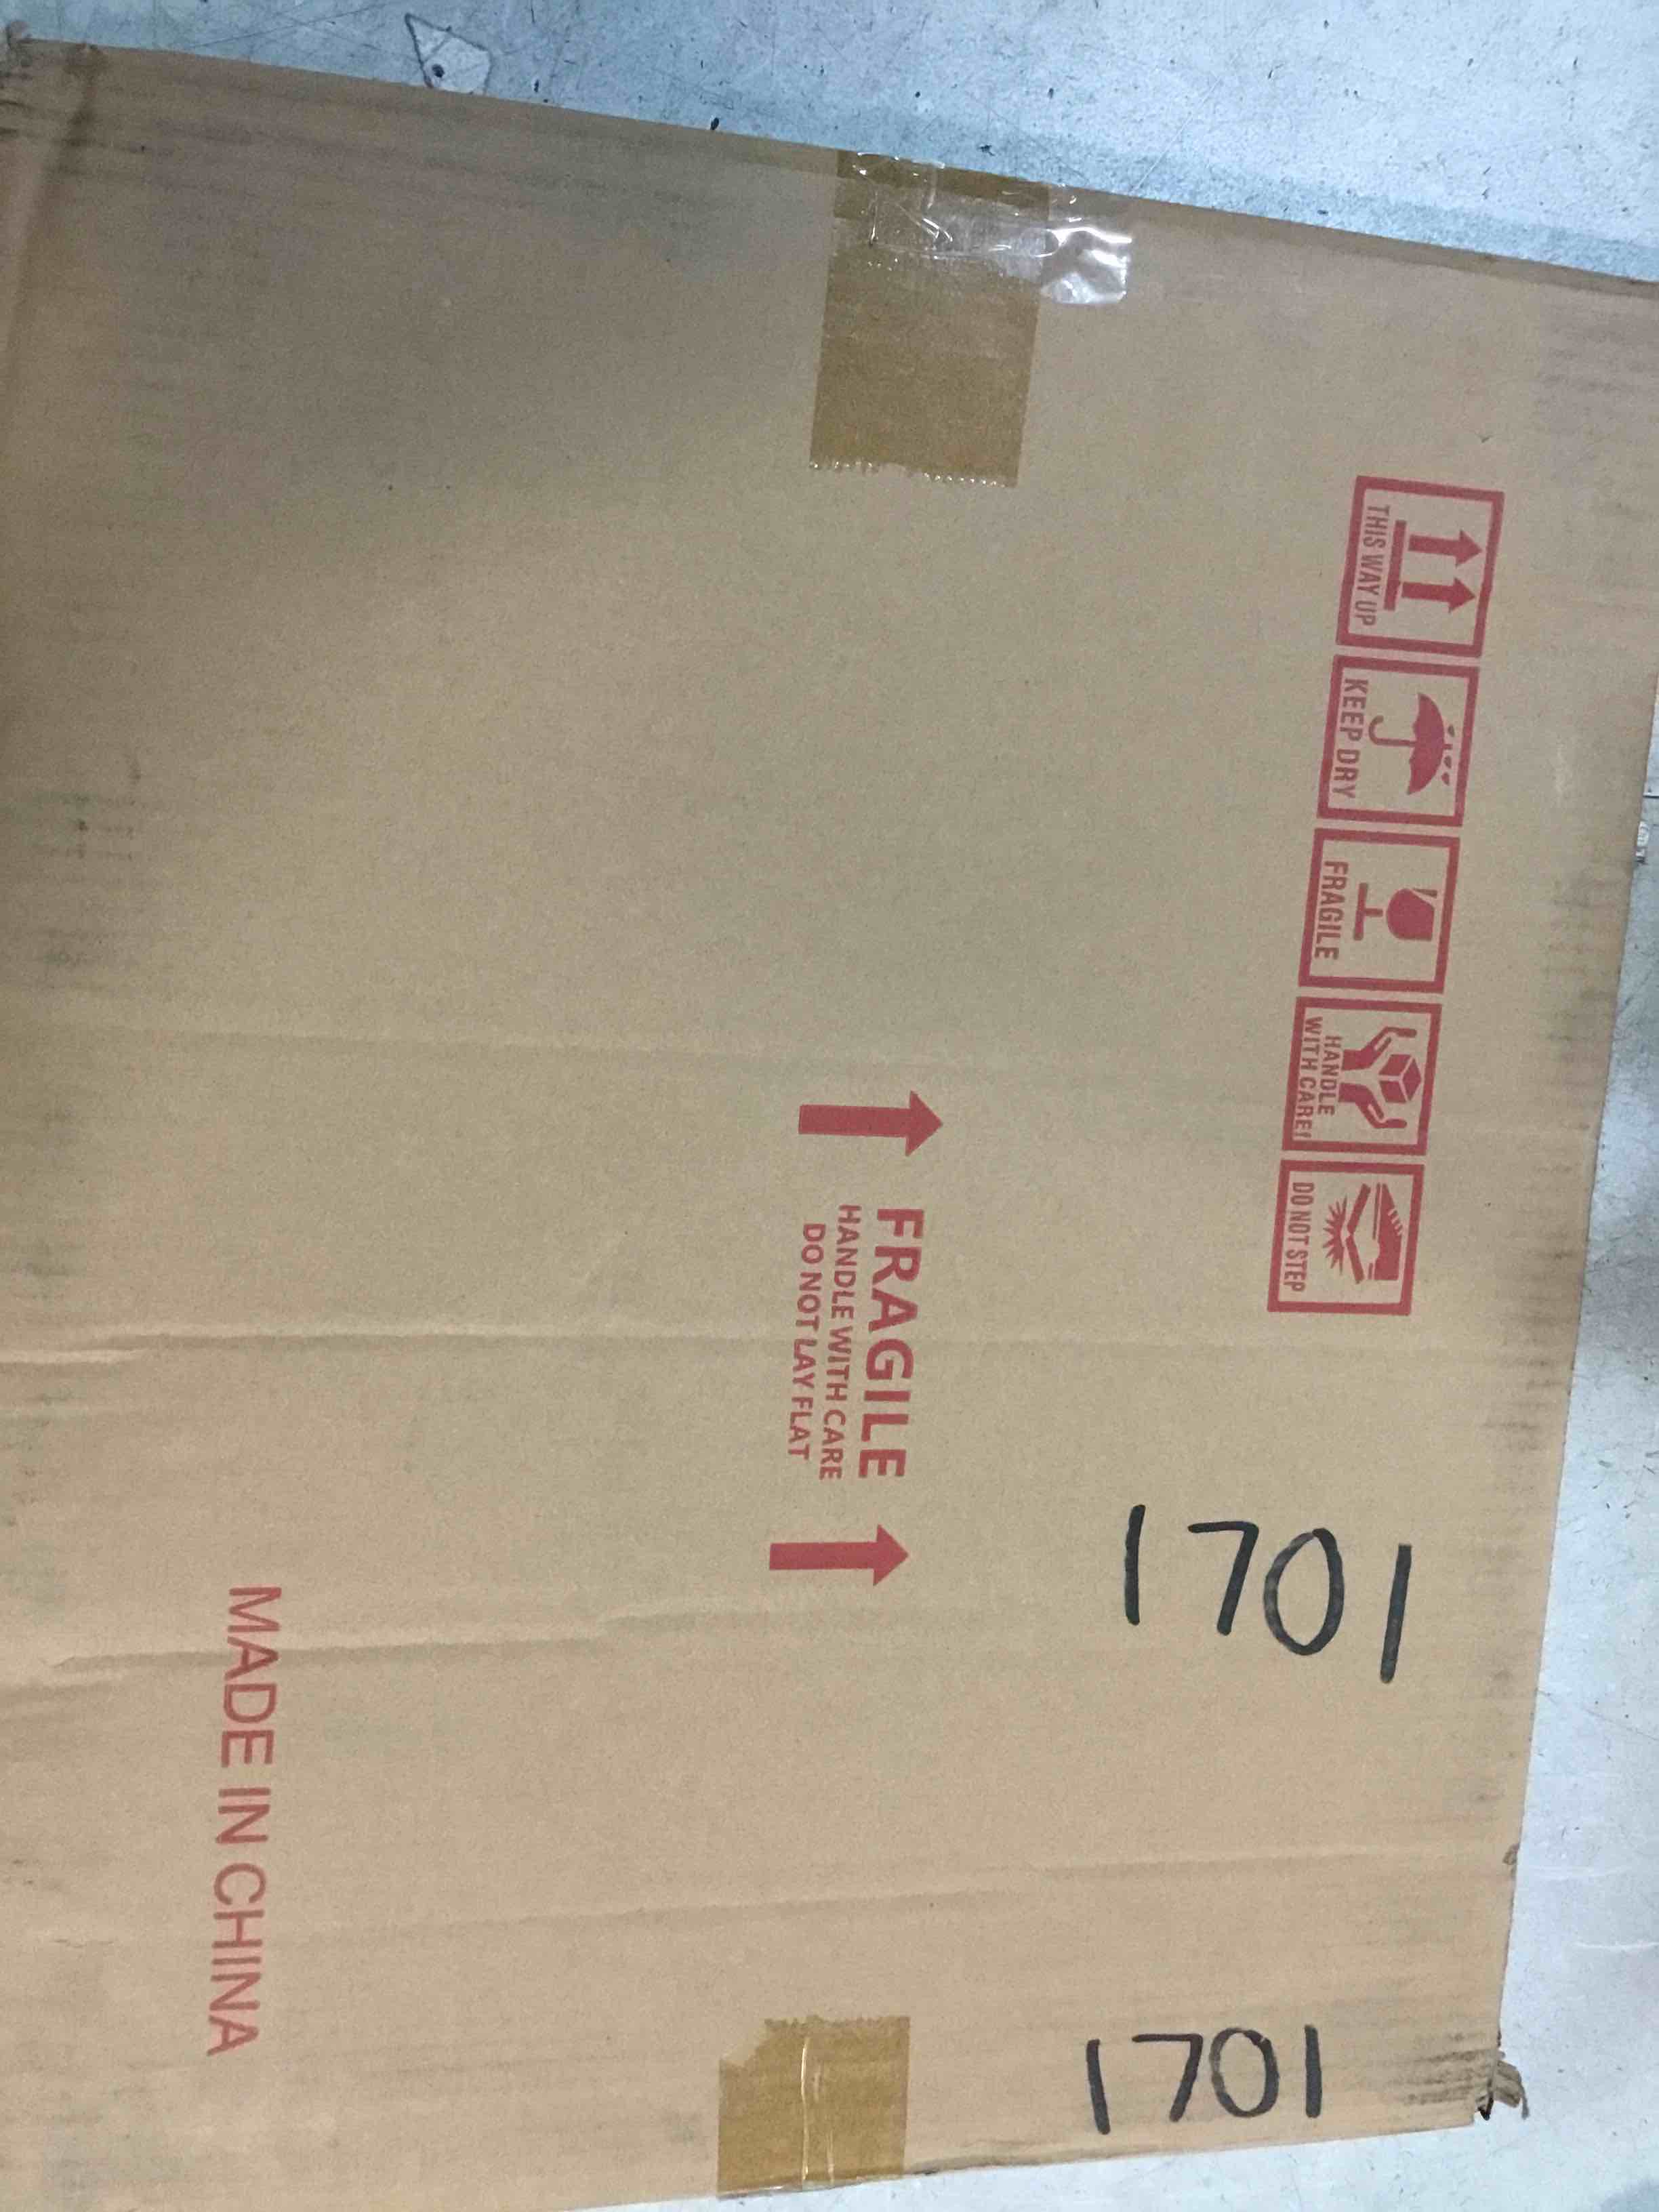 THIS WAY UP
KEEP DRY
FRAGILE
HANDLE
WITH CARE!
DO NOT STEP
FRAGILE
HANDLE WITH CARE
DO NOT LAY FLAT
1701
MADE IN CHINA
1701